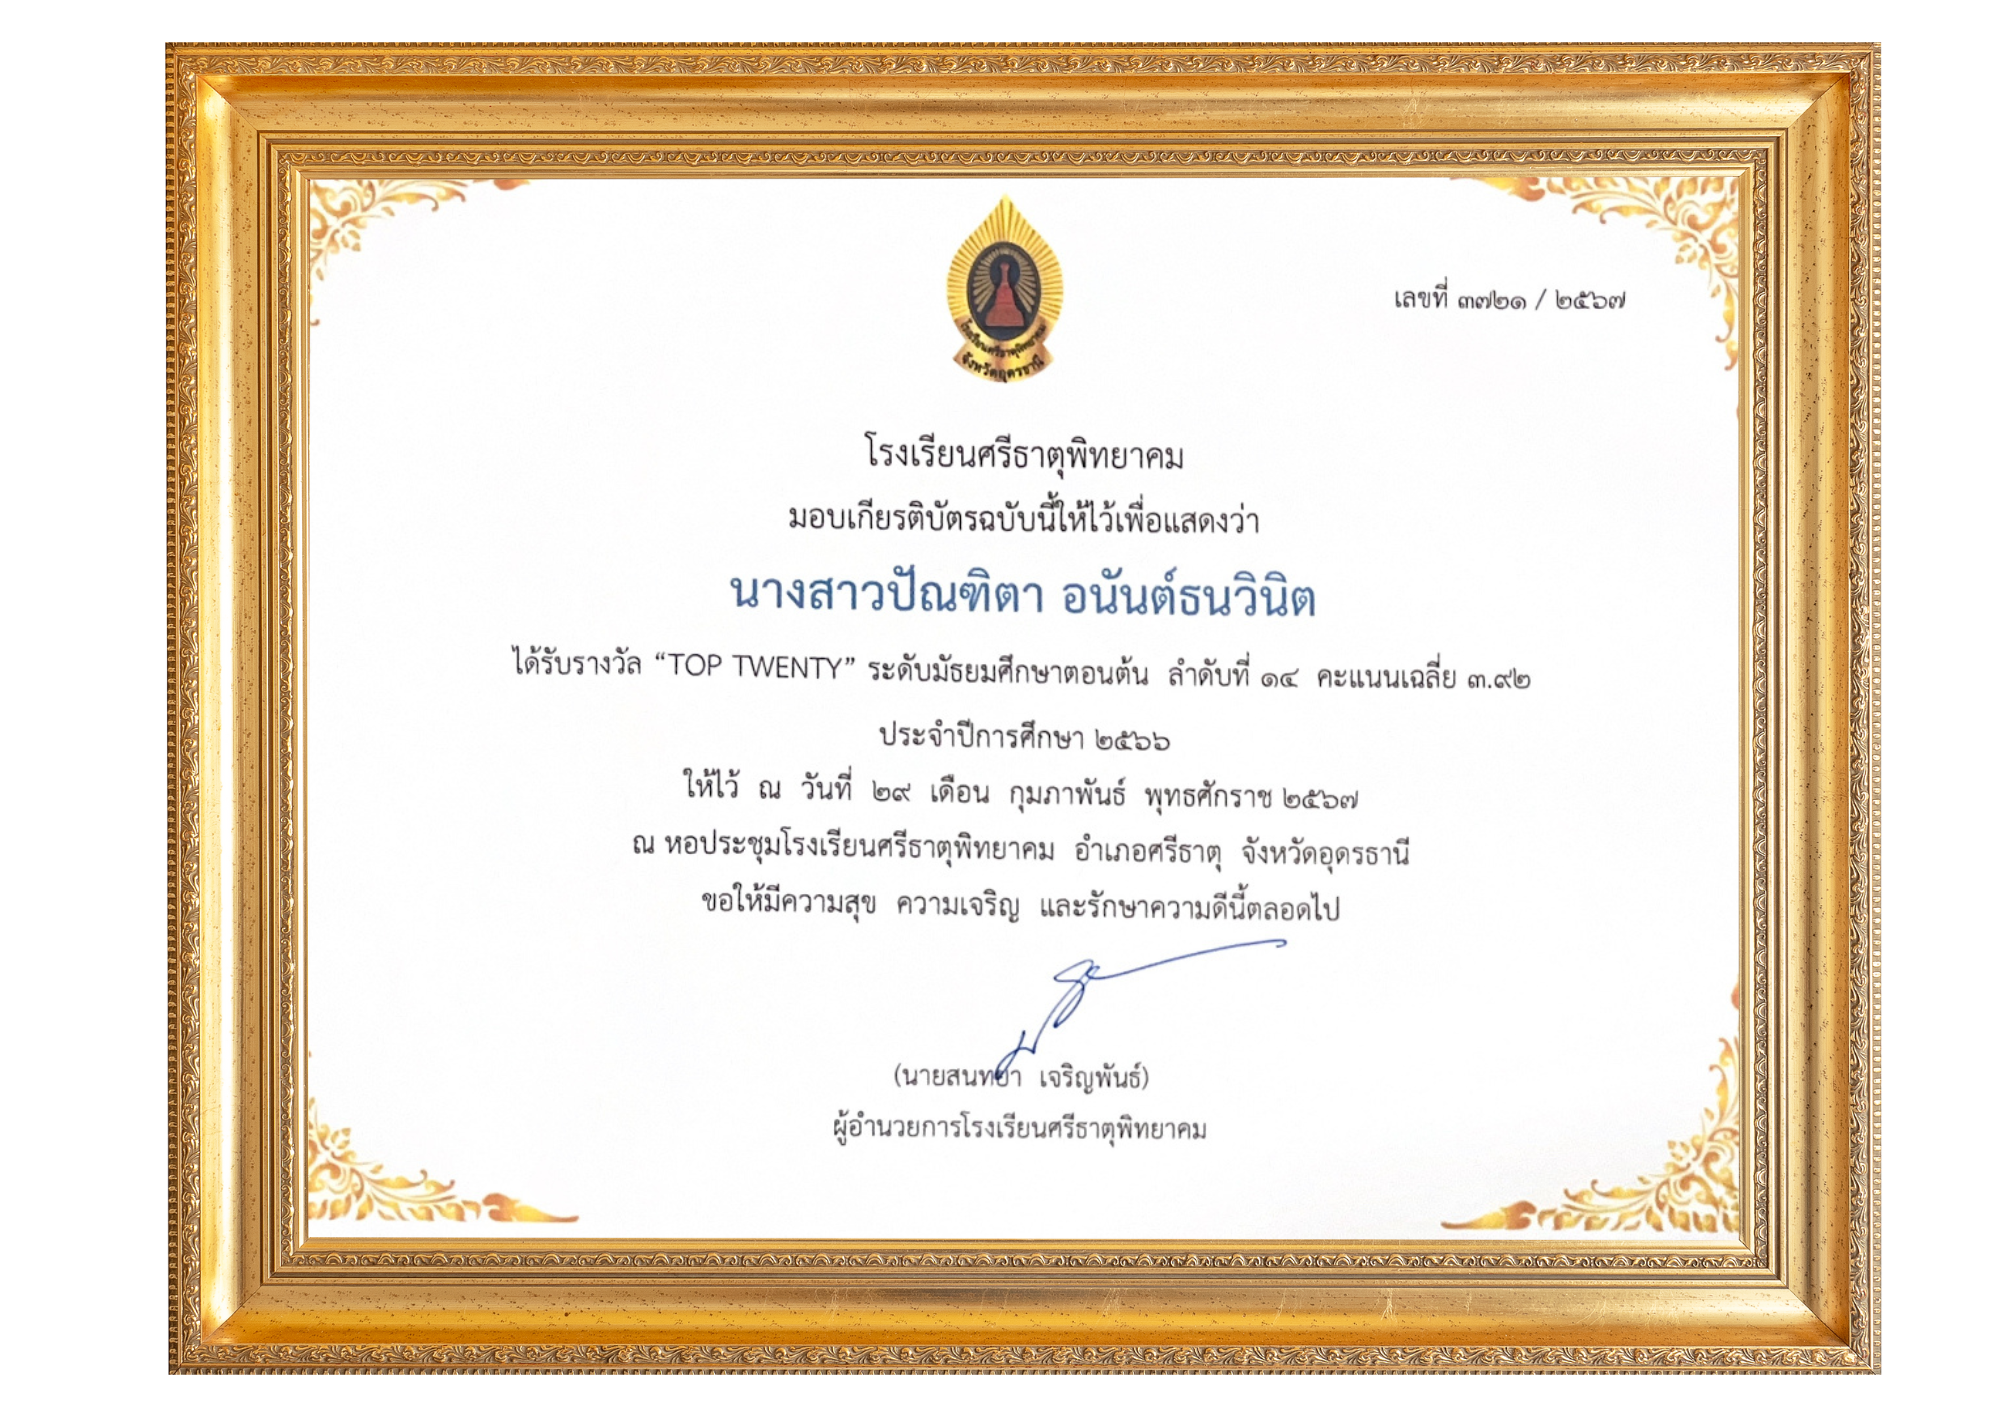 โรงเรียนศรีธาตุพิทยาคม
จังหวัดอุดรธานี
เลขที่ ๓๗๒๑ / ๒๕๖๗
โรงเรียนศรีธาตุพิทยาคม
มอบเกียรติบัตรฉบับนี้ให้ไว้เพื่อแสดงว่า
นางสาวปัณฑิตา อนันต์ธนวินิต
ได้รับรางวัล “TOP TWENTY” ระดับมัธยมศึกษาตอนต้น ลำดับที่ ๑๔ คะแนนเฉลี่ย ๓.๙๒
ประจำปีการศึกษา ๒๕๖๖
ให้ไว้ ณ วันที่ ๒๙ เดือน กุมภาพันธ์ พุทธศักราช ๒๕๖๗
ณ หอประชุมโรงเรียนศรีธาตุพิทยาคม อำเภอศรีธาตุ จังหวัดอุดรธานี
ขอให้มีความสุข ความเจริญ และรักษาความดีนี้ตลอดไป
(นายสนทยา เจริญพันธ์)
ผู้อำนวยการโรงเรียนศรีธาตุพิทยาคม